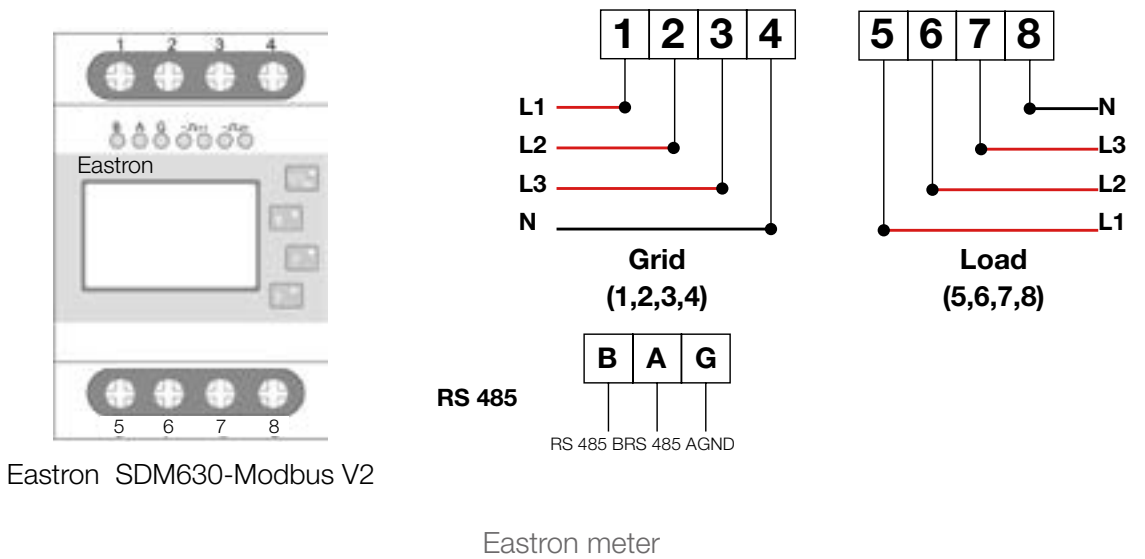 1 2 3 4
B A G
Eastron
5 6 7 8
Eastron SDM630-Modbus V2
1 2 3 4
L1
L2
L3
N
Grid
(1,2,3,4)
5 6 7 8
N
L3
L2
L1
Load
(5,6,7,8)
RS 485
B A G
RS 485 BRS 485 AGND
Eastron meter